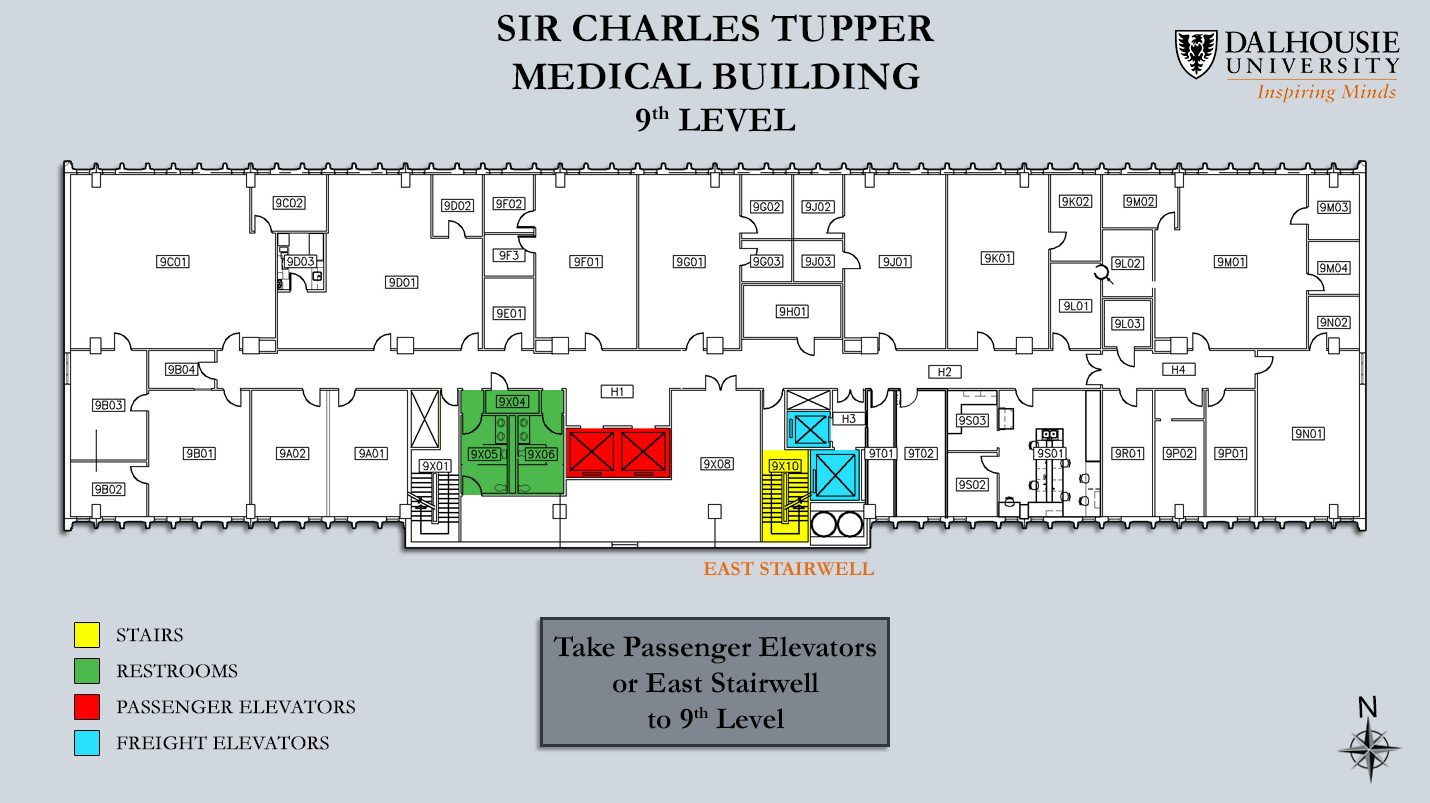 SIR CHARLES TUPPER
MEDICAL BUILDING
9th LEVEL
DALHOUSIE
UNIVERSITY
Inspiring Minds
9C02
9D02
9F02
9G02
9J02
9K02
9M02
9M03
9C01
9D03
9D01
9F3
9F01
9G01
9G03
9J03
9J01
9K01
9L02
9M01
9M04
9E01
9H01
9L01
9L03
9N02
9B04
H1
H2
H4
9B03
9X04
H3
9S03
9B01
9A02
9A01
9X01
9X05
9X06
9X08
9X10
9T01
9T02
9S01
9R01
9P02
9P01
9N01
9B02
9S02
EAST STAIRWELL
STAIRS
RESTROOMS
PASSENGER ELEVATORS
FREIGHT ELEVATORS
Take Passenger Elevators
or East Stairwell
to 9th Level
N